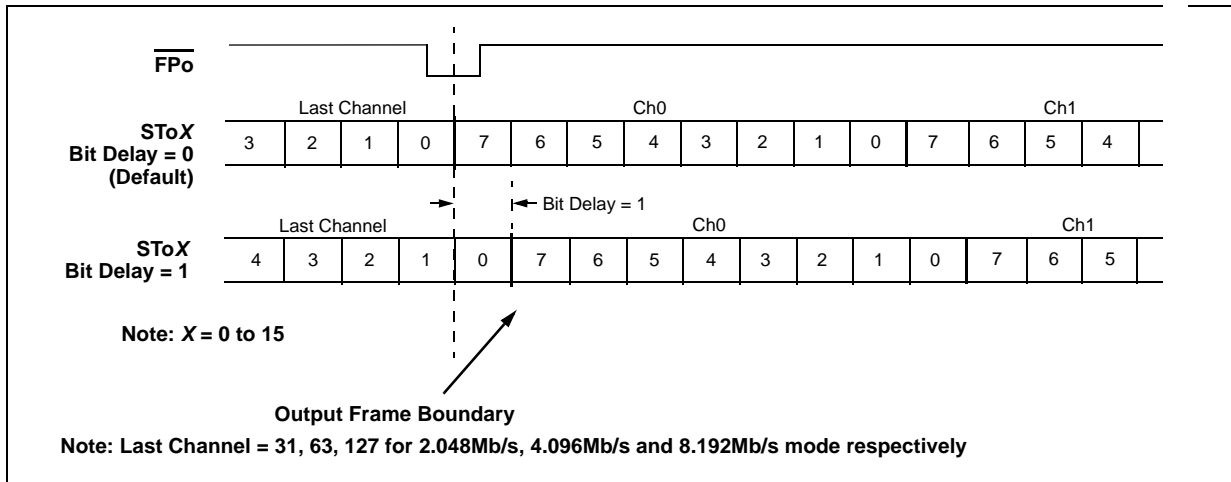 FPo
Last Channel Ch0 Ch1
SToX
Bit Delay = 0
(Default)
3 2 1 0 7 6 5 4 3 2 1 0 7 6 5 4
Bit Delay = 1
Last Channel Ch0 Ch1
SToX
Bit Delay = 1
4 3 2 1 0 7 6 5 4 3 2 1 0 7 6 5
Note: X = 0 to 15
Output Frame Boundary
Note: Last Channel = 31, 63, 127 for 2.048Mb/s, 4.096Mb/s and 8.192Mb/s mode respectively